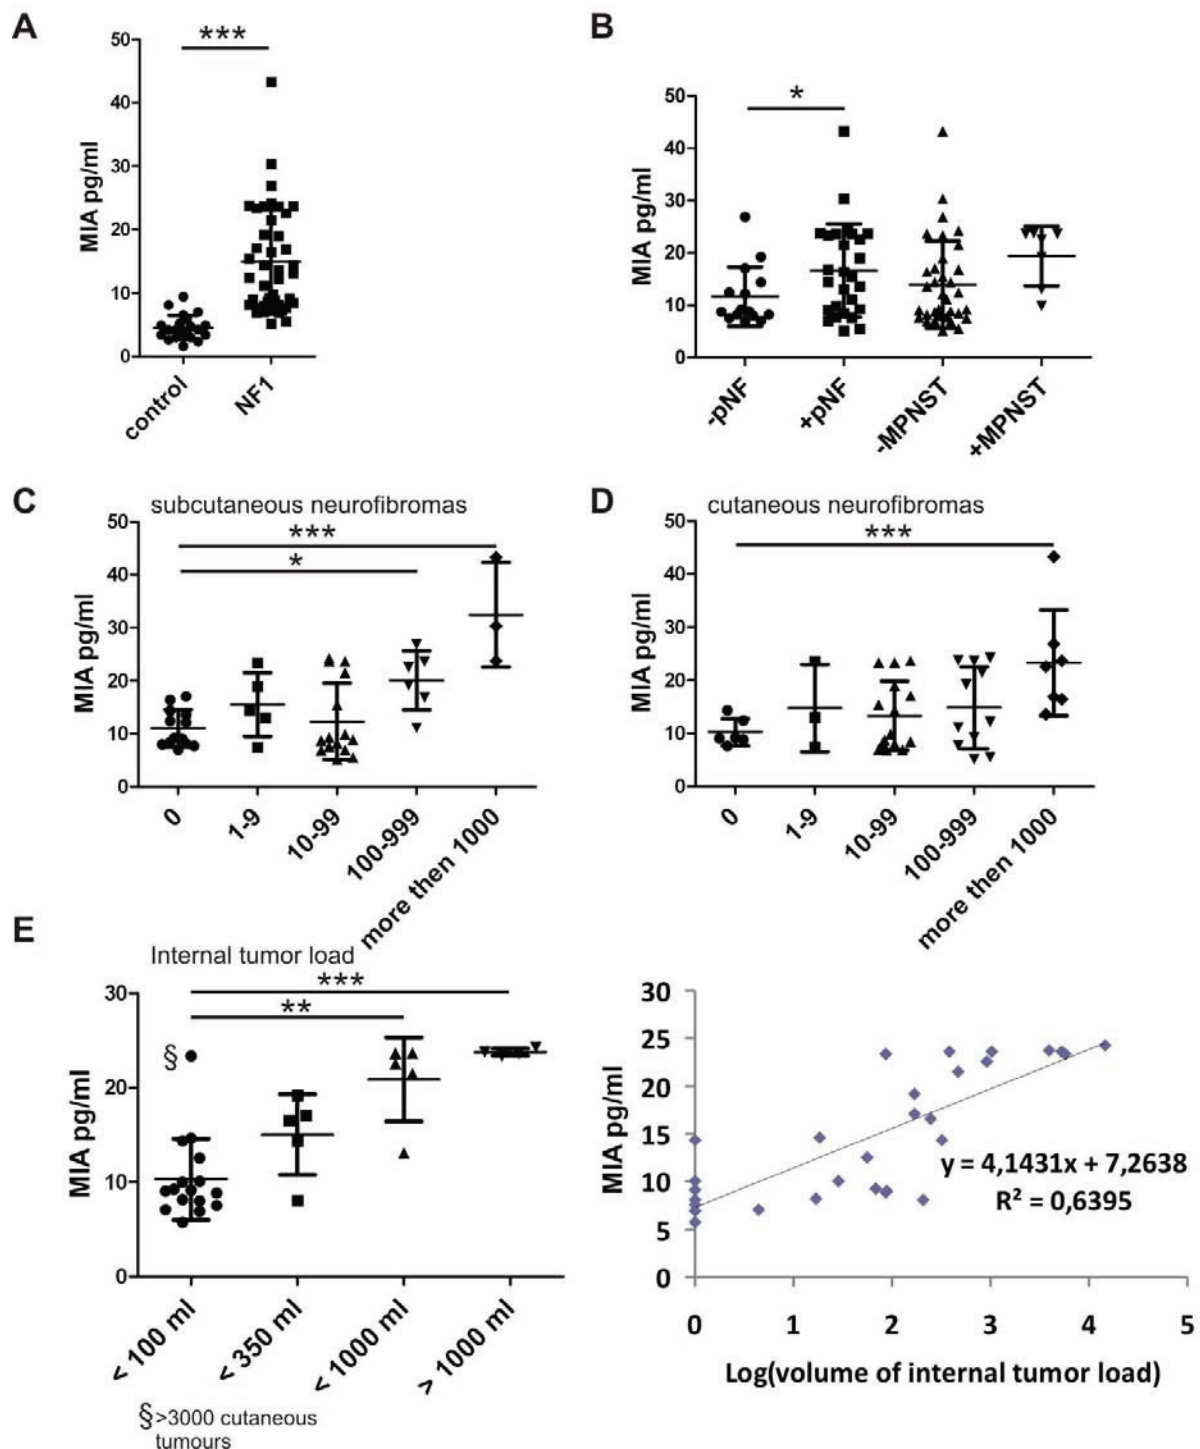 A
B
***
50
40
30
20
10
0
MIA pg/ml
control
NF1
*
50
40
30
20
10
0
MIA pg/ml
-pNF
+pNF
-MPNST
+MPNST
C
subcutaneous neurofibromas
***
*
50
40
30
20
10
0
MIA pg/ml
0
1-9
10-99
100-999
more then 1000
D
cutaneous neurofibromas
***
50
40
30
20
10
0
MIA pg/ml
0
1-9
10-99
100-999
more then 1000
E
Internal tumor load
***
**
§
30
20
10
0
MIA pg/ml
< 100 ml
< 350 ml
< 1000 ml
> 1000 ml
§>3000 cutaneous
tumours
30
25
20
15
10
5
0
MIA pg/ml
y = 4,1431x + 7,2638
R² = 0,6395
0 1 2 3 4 5
Log(volume of internal tumor load)